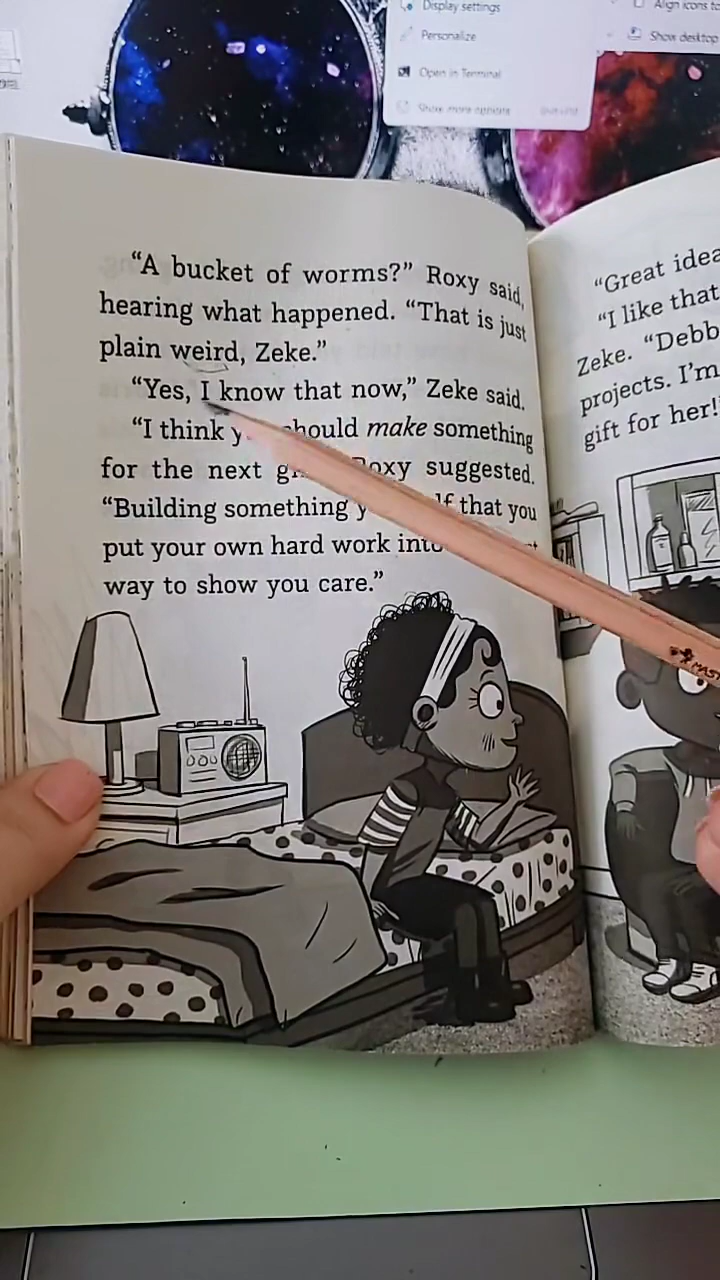 Display settings
Align icons to
Personalize
Show desktop
Open in Terminal
Show more options
“A bucket of worms?” Roxy said,
hearing what happened. “That is just
plain weird, Zeke.”
“Yes, I know that now,” Zeke said.
“I think should make something
for the next Roxy suggested.
“Building something that you
put your own hard work into
way to show you care.”
“Great idea
“I like that
Zeke. “Debb
projects. I’m
gift for her!
MAST